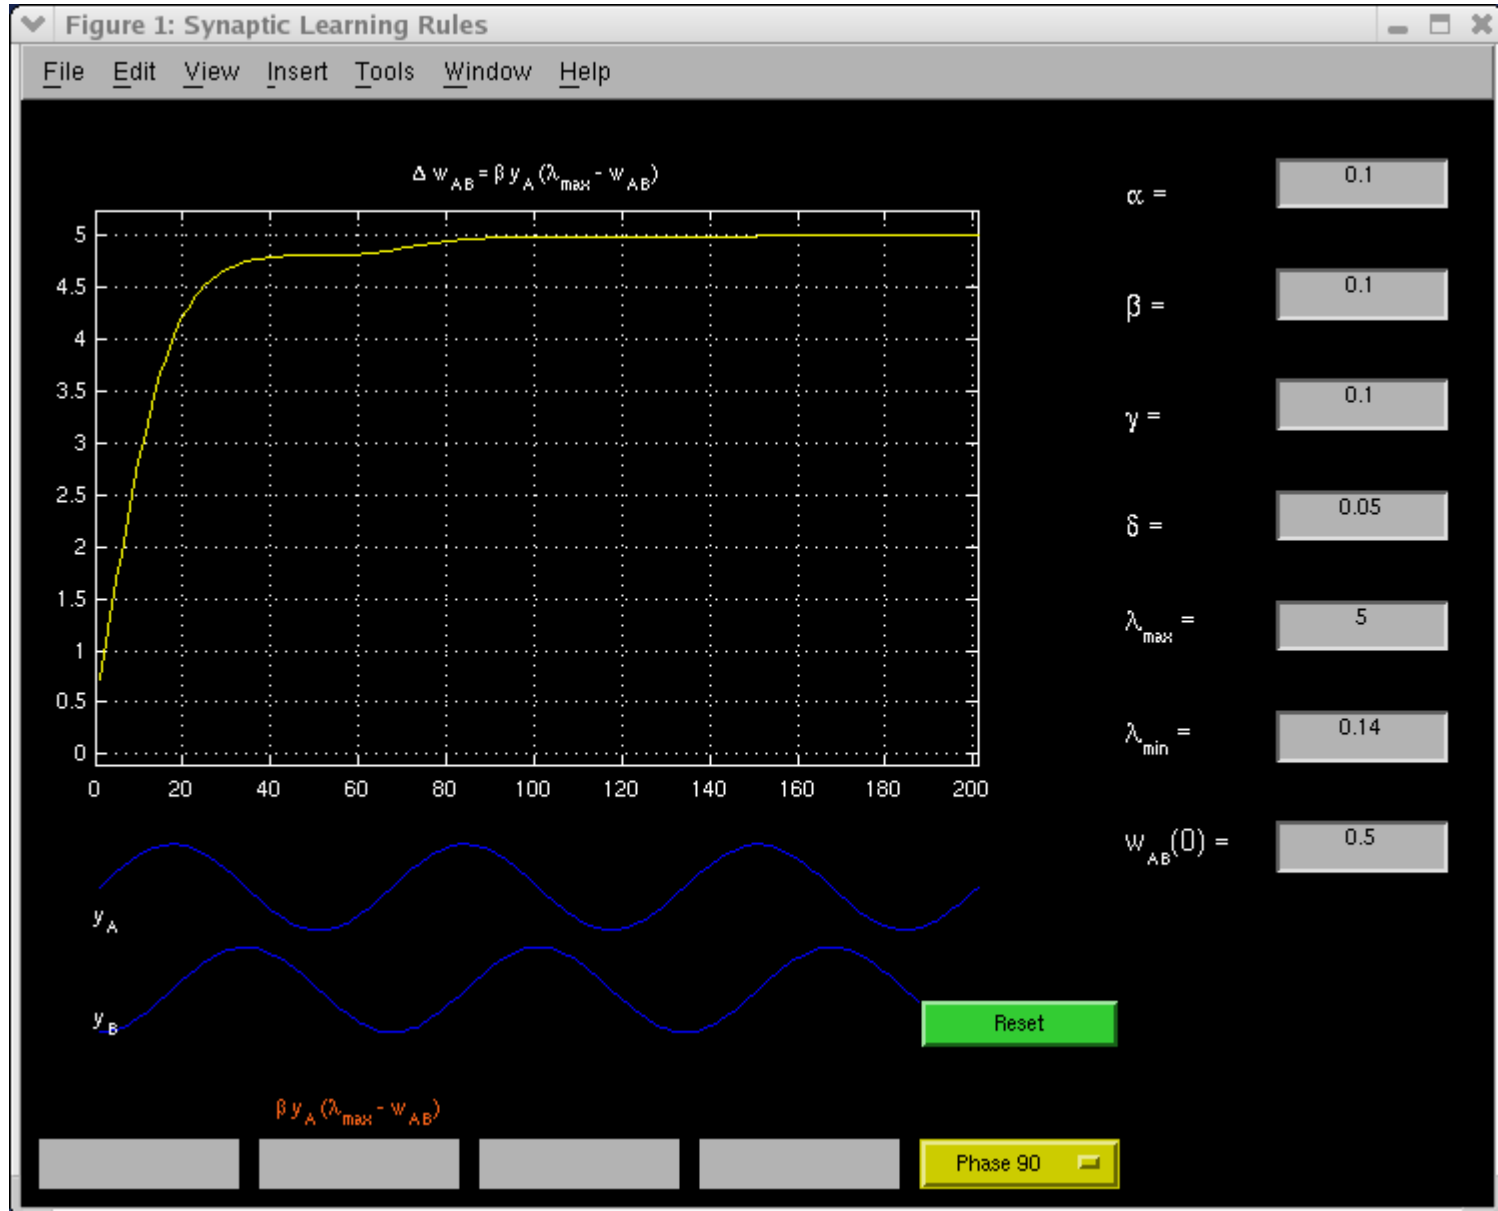 Figure 1: Synaptic Learning Rules
File Edit View Insert Tools Window Help
Δ w_AB = β y_A (λ_max - w_AB)
5
4.5
4
3.5
3
2.5
2
1.5
1
0.5
0
0 20 40 60 80 100 120 140 160 180 200
α = 0.1
β = 0.1
γ = 0.1
δ = 0.05
λ_max = 5
λ_min = 0.14
w_AB(0) = 0.5
y_A
y_B
Reset
β y_A (λ_max - w_AB)
Phase 90